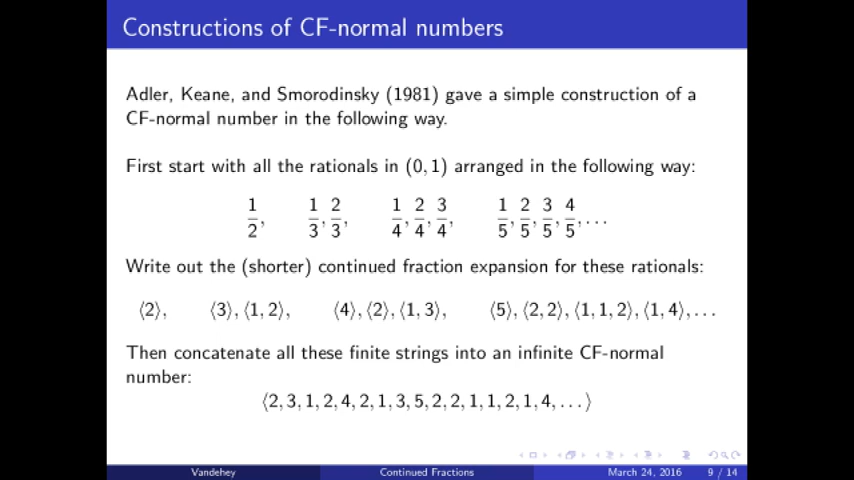 Constructions of CF-normal numbers
Adler, Keane, and Smorodinsky (1981) gave a simple construction of a
CF-normal number in the following way.
First start with all the rationals in (0, 1) arranged in the following way:
1/2, 1/3, 2/3, 1/4, 2/4, 3/4, 1/5, 2/5, 3/5, 4/5, ...
Write out the (shorter) continued fraction expansion for these rationals:
⟨2⟩, ⟨3⟩, ⟨1, 2⟩, ⟨4⟩, ⟨2⟩, ⟨1, 3⟩, ⟨5⟩, ⟨2, 2⟩, ⟨1, 1, 2⟩, ⟨1, 4⟩, ...
Then concatenate all these finite strings into an infinite CF-normal
number:
⟨2, 3, 1, 2, 4, 2, 1, 3, 5, 2, 2, 1, 1, 2, 1, 4, ...⟩
Vandehey Continued Fractions March 24, 2016 9 / 14